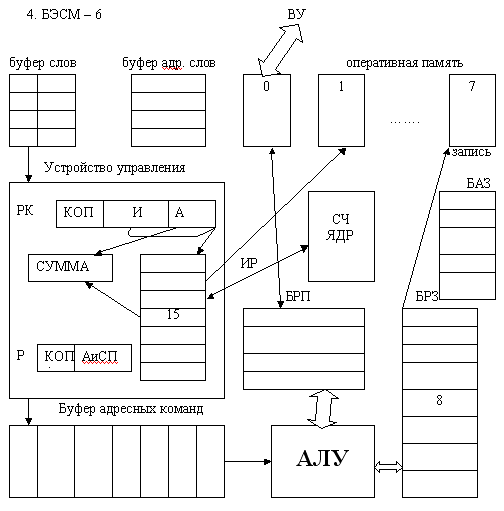 4. БЭСМ – 6
ВУ
буфер слов
буфер адр. слов
оперативная память
0
1
7
.......
запись
Устройство управления
БАЗ
РК
КОП
И
А
СЧ
ЯДР
СУММА
ИР
15
БРП
БРЗ
Р
КОП
АиСП
8
Буфер адресных команд
АЛУ